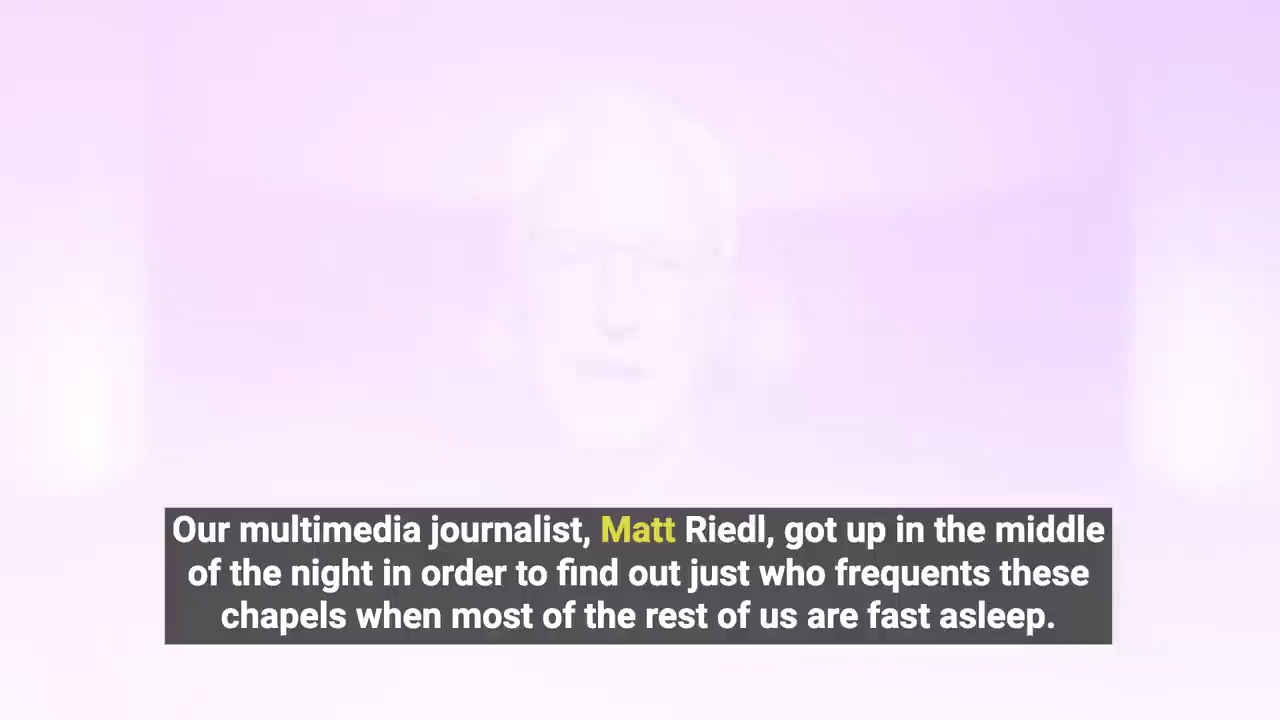 Our multimedia journalist, Matt Riedl, got up in the middle
of the night in order to find out just who frequents these
chapels when most of the rest of us are fast asleep.